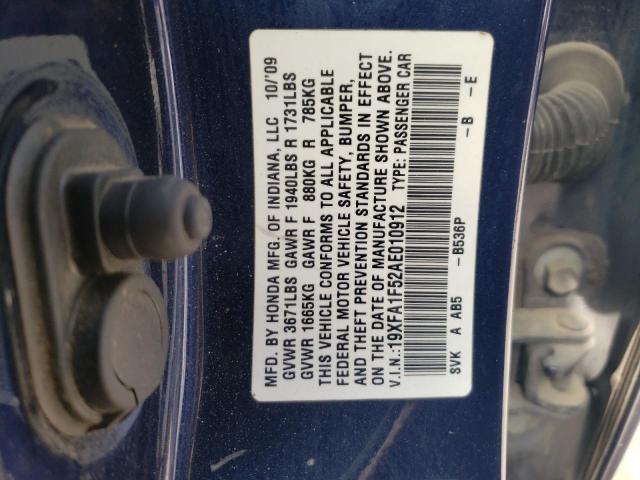 MFD. BY HONDA MFG. OF INDIANA, LLC 10/'09
GVWR 3671LBS GAWR F 1940LBS R 1731LBS
GVWR 1665KG GAWR F 880KG R 785KG
THIS VEHICLE CONFORMS TO ALL APPLICABLE
FEDERAL MOTOR VEHICLE SAFETY, BUMPER,
AND THEFT PREVENTION STANDARDS IN EFFECT
ON THE DATE OF MANUFACTURE SHOWN ABOVE.
V.I.N.:19XFA1F52AE010912 TYPE: PASSENGER CAR
SVK A AB5 -B536P -B -E